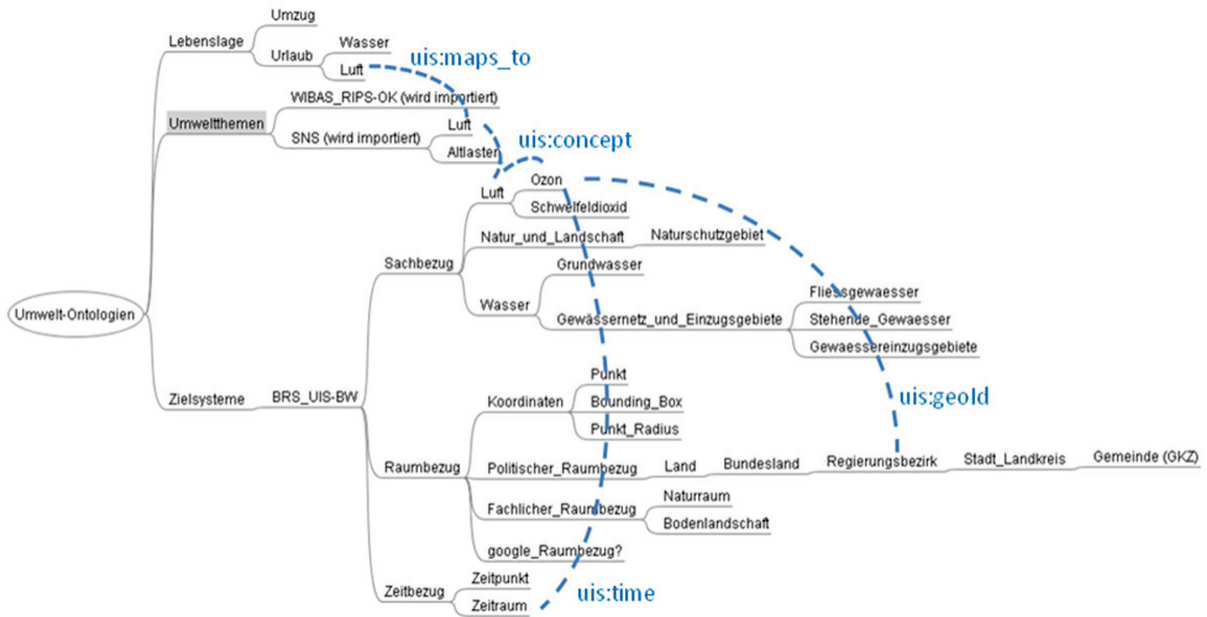 Umwelt-Ontologien
Lebenslage
Umzug
Urlaub
Wasser
Luft
uis:maps_to
Umweltthemen
WIBAS_RIPS-OK (wird importiert)
SNS (wird importiert)
Luft
Altlasten
uis:concept
Zielsysteme
BRS_UIS-BW
Sachbezug
Luft
Ozon
Schwelfeldioxid
Natur_und_Landschaft
Naturschutzgebiet
Wasser
Grundwasser
Gewässernetz_und_Einzugsgebiete
Fliessgewaesser
Stehende_Gewaesser
Gewaessereinzugsgebiete
uis:geoId
Raumbezug
Koordinaten
Punkt
Bounding_Box
Punkt_Radius
Politischer_Raumbezug
Land
Bundesland
Regierungsbezirk
Stadt_Landkreis
Gemeinde (GKZ)
Fachlicher_Raumbezug
Naturraum
Bodenlandschaft
google_Raumbezug?
Zeitbezug
Zeitpunkt
Zeitraum
uis:time